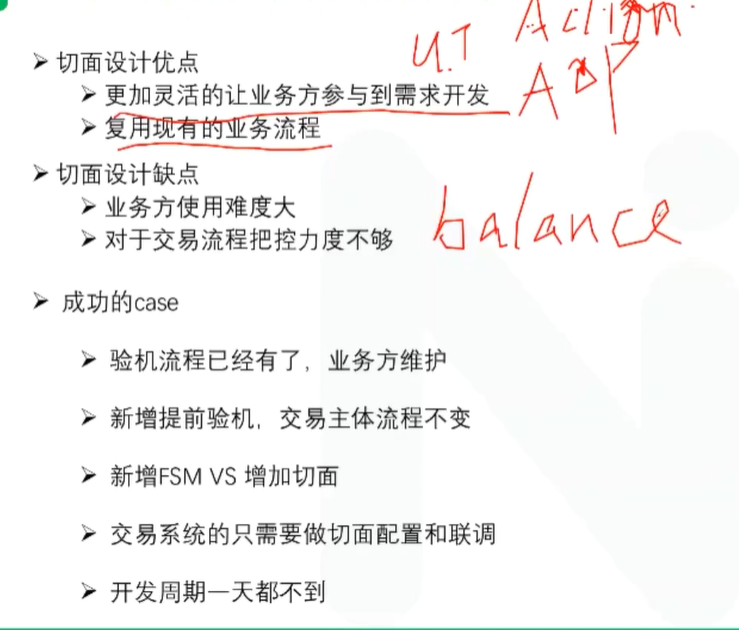 U.T Action
➤ 切面设计优点
➤ 更加灵活的让业务方参与到需求开发
AOP
➤ 复用现有的业务流程
➤ 切面设计缺点
➤ 业务方使用难度大
➤ 对于交易流程把控力度不够
balance
➤ 成功的case
➤ 验机流程已经有了，业务方维护
➤ 新增提前验机，交易主体流程不变
➤ 新增FSM VS 增加切面
➤ 交易系统的只需要做切面配置和联调
➤ 开发周期一天都不到